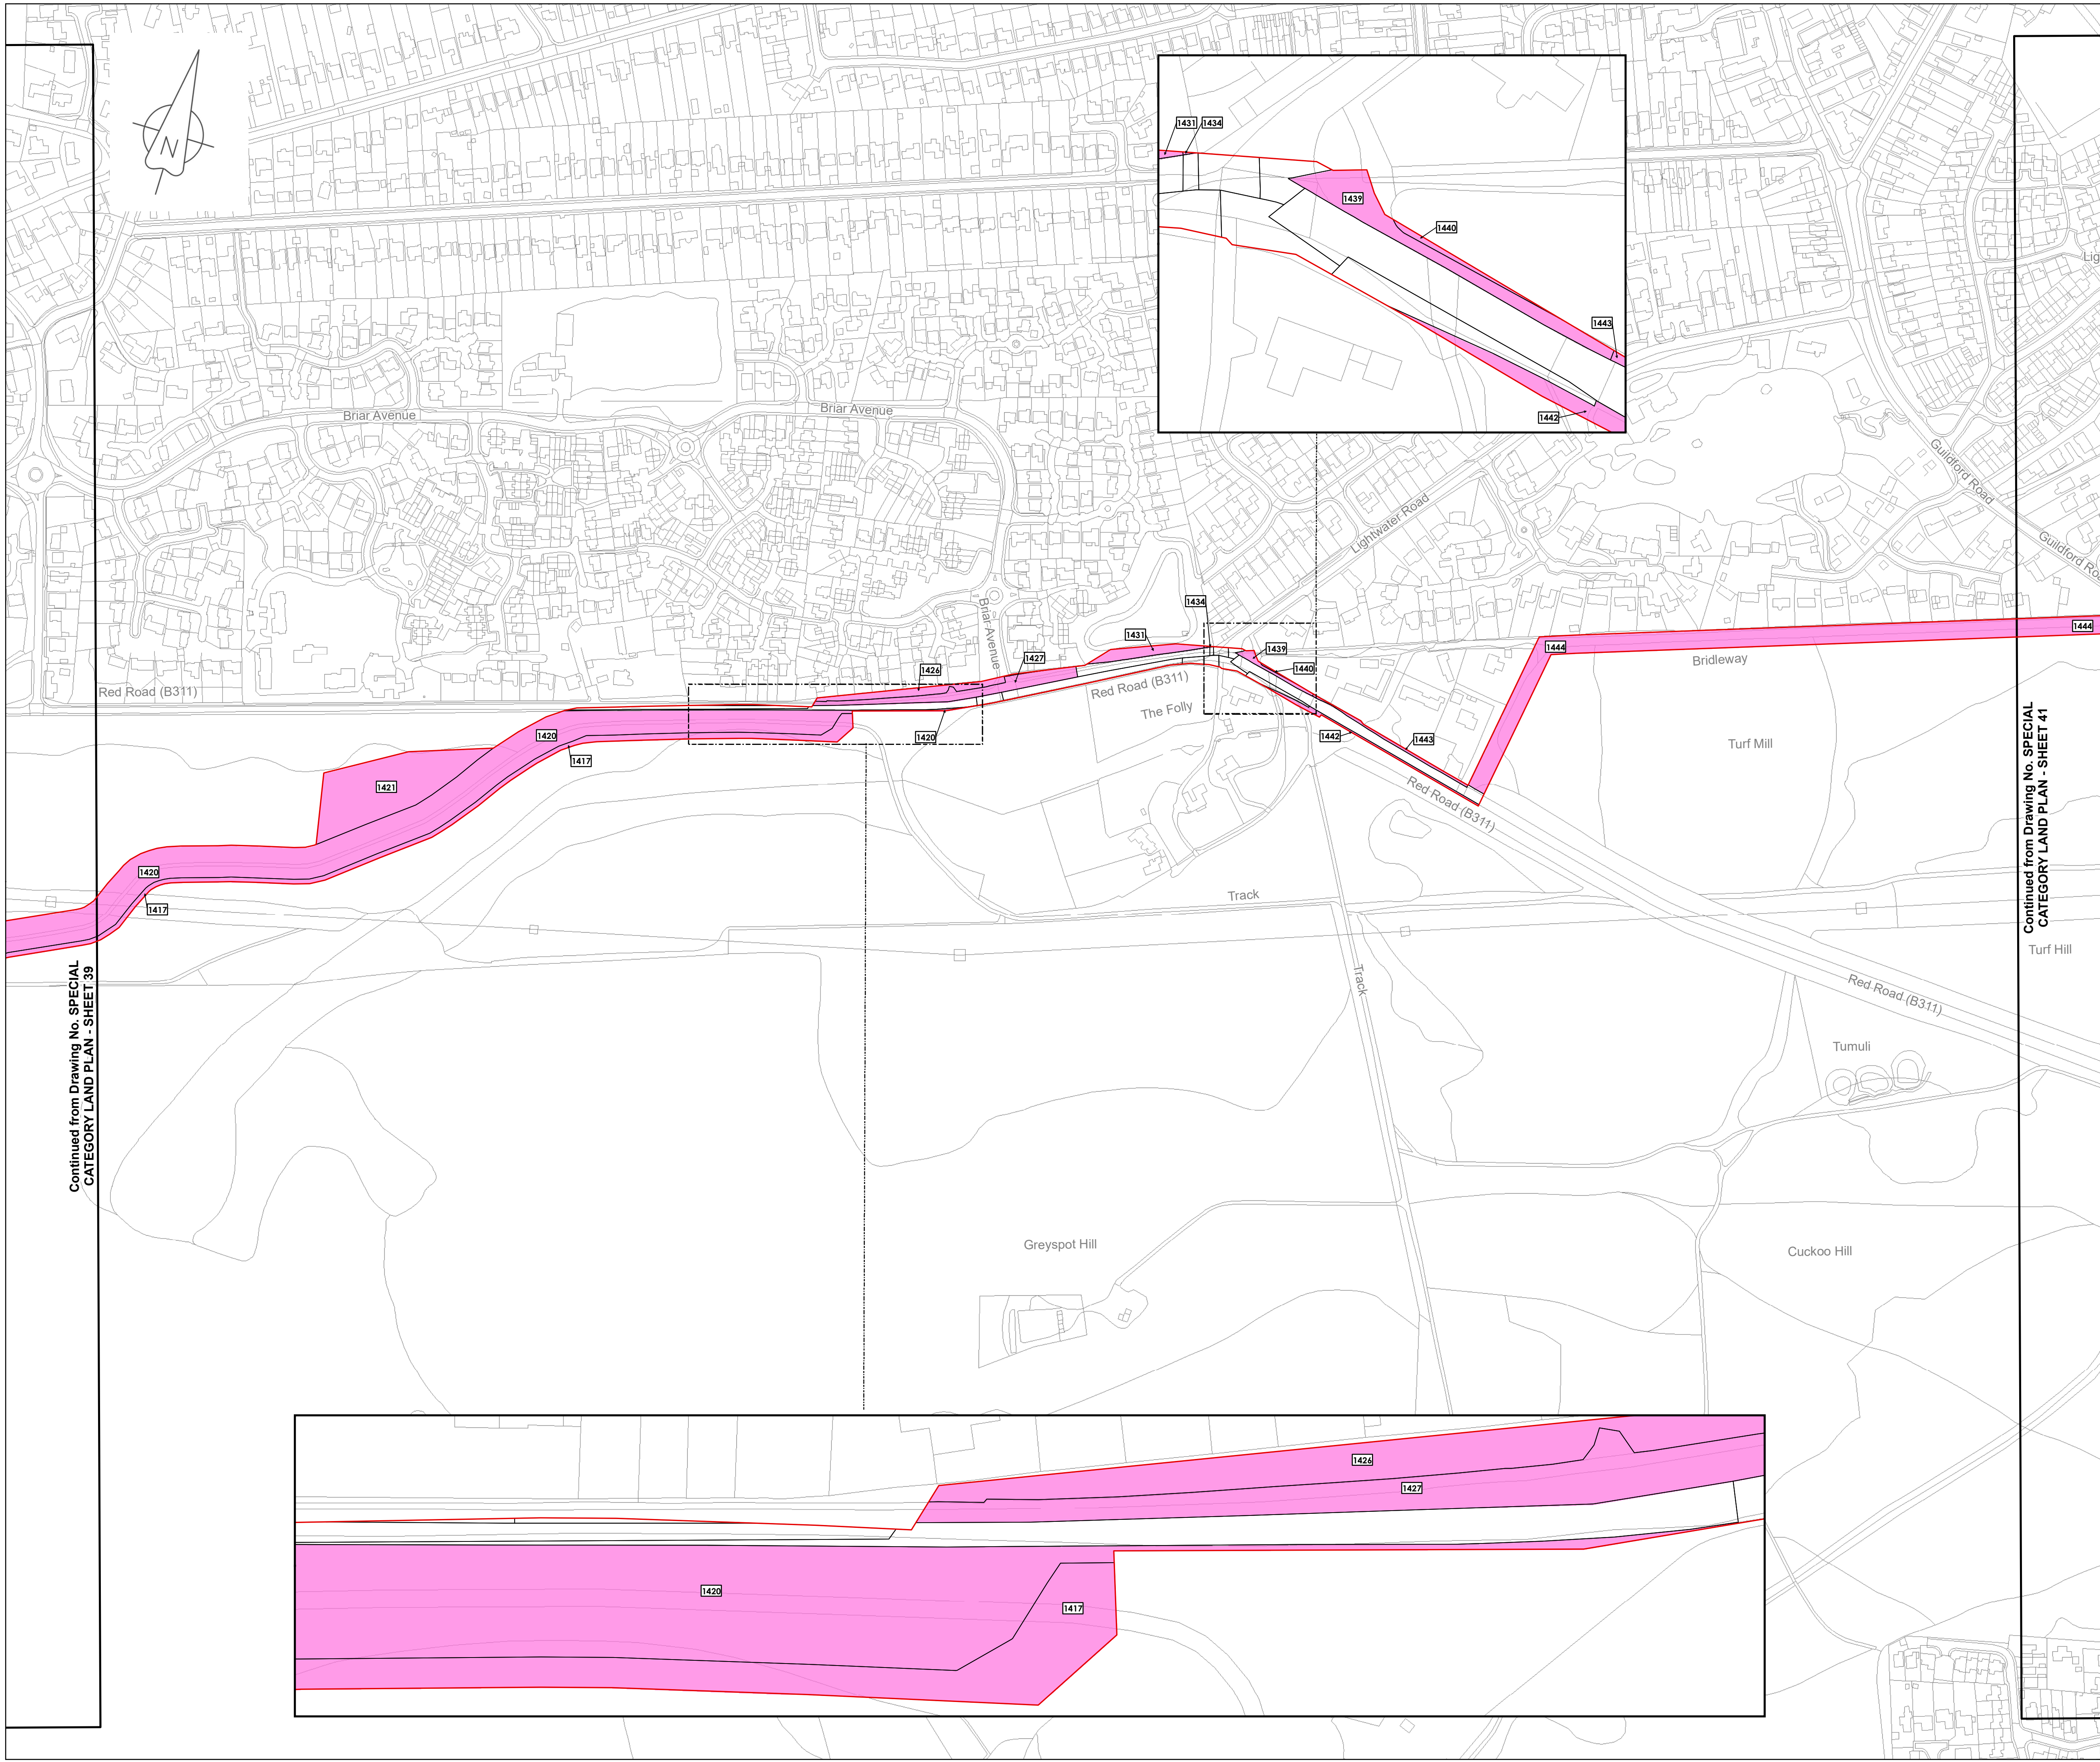 N
1431
1434
1439
1440
1443
1442
Briar Avenue
Briar Avenue
Guildford Road
Lightwater Road
Briar Avenue
1434
1444
1431
1444
1439
1427
Bridleway
1440
1426
Red Road (B311)
Red Road (B311)
The Folly
1420
1420
1442
1443
Turf Mill
1417
1421
Red Road (B311)
Continued from Drawing No. SPECIAL
CATEGORY LAND PLAN - SHEET 41
1420
Track
1417
Turf Hill
Track
Red Road (B311)
Continued from Drawing No. SPECIAL
CATEGORY LAND PLAN - SHEET 39
Tumuli
Greyspot Hill
Cuckoo Hill
1426
1427
1420
1417